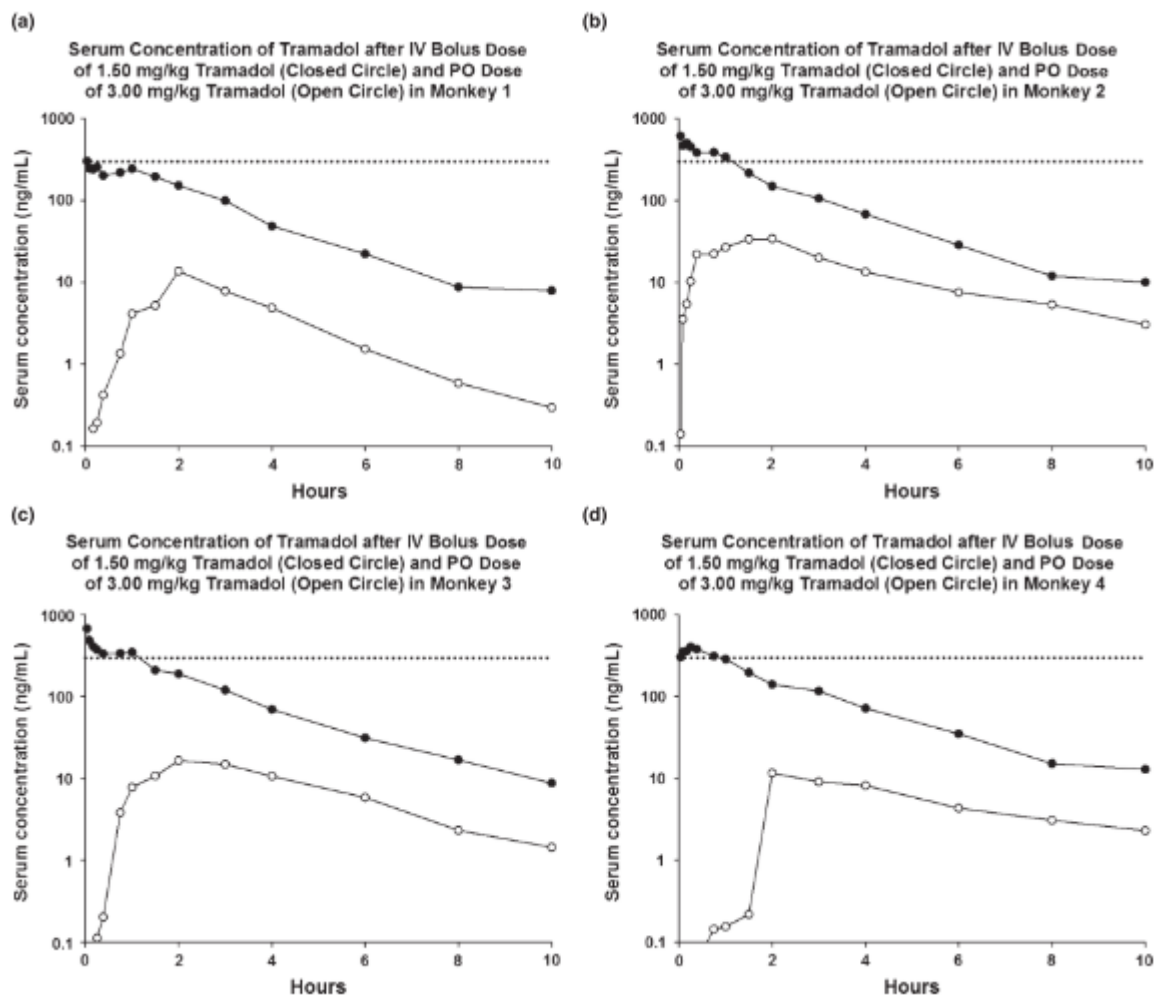 (a)
Serum Concentration of Tramadol after IV Bolus Dose
of 1.50 mg/kg Tramadol (Closed Circle) and PO Dose
of 3.00 mg/kg Tramadol (Open Circle) in Monkey 1
Serum concentration (ng/mL)
1000
100
10
1
0.1
0
2
4
6
8
10
Hours
(b)
Serum Concentration of Tramadol after IV Bolus Dose
of 1.50 mg/kg Tramadol (Closed Circle) and PO Dose
of 3.00 mg/kg Tramadol (Open Circle) in Monkey 2
Serum concentration (ng/mL)
1000
100
10
1
0.1
0
2
4
6
8
10
Hours
(c)
Serum Concentration of Tramadol after IV Bolus Dose
of 1.50 mg/kg Tramadol (Closed Circle) and PO Dose
of 3.00 mg/kg Tramadol (Open Circle) in Monkey 3
Serum concentration (ng/mL)
1000
100
10
1
0.1
0
2
4
6
8
10
Hours
(d)
Serum Concentration of Tramadol after IV Bolus Dose
of 1.50 mg/kg Tramadol (Closed Circle) and PO Dose
of 3.00 mg/kg Tramadol (Open Circle) in Monkey 4
Serum concentration (ng/mL)
1000
100
10
1
0.1
0
2
4
6
8
10
Hours